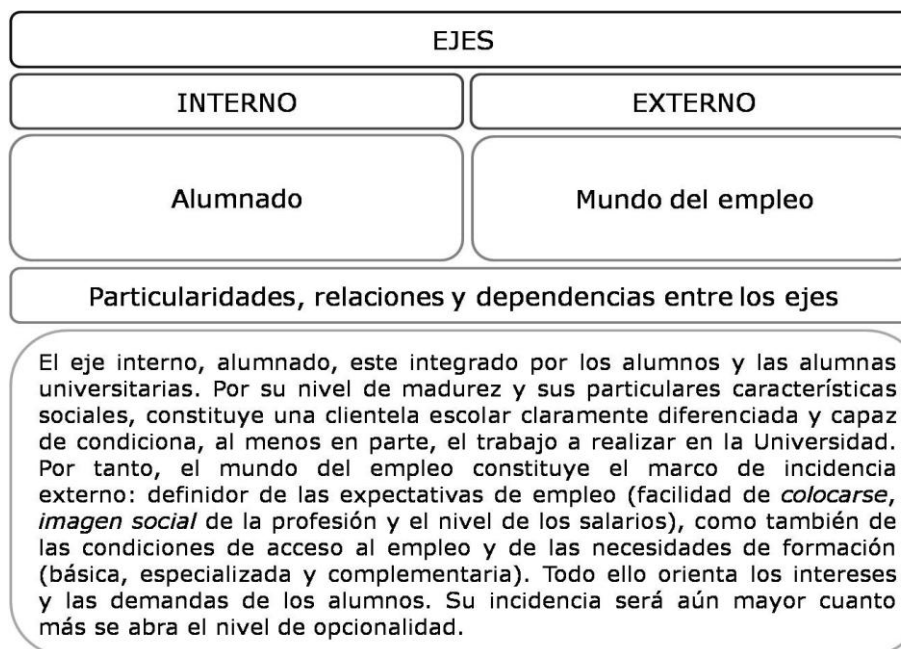 EJES
INTERNO
EXTERNO
Alumnado
Mundo del empleo
Particularidades, relaciones y dependencias entre los ejes
El eje interno, alumnado, este integrado por los alumnos y las alumnas
universitarias. Por su nivel de madurez y sus particulares características
sociales, constituye una clientela escolar claramente diferenciada y capaz
de condiciona, al menos en parte, el trabajo a realizar en la Universidad.
Por tanto, el mundo del empleo constituye el marco de incidencia
externo: definidor de las expectativas de empleo (facilidad de colocarse,
imagen social de la profesión y el nivel de los salarios), como también de
las condiciones de acceso al empleo y de las necesidades de formación
(básica, especializada y complementaria). Todo ello orienta los intereses
y las demandas de los alumnos. Su incidencia será aún mayor cuanto
más se abra el nivel de opcionalidad.